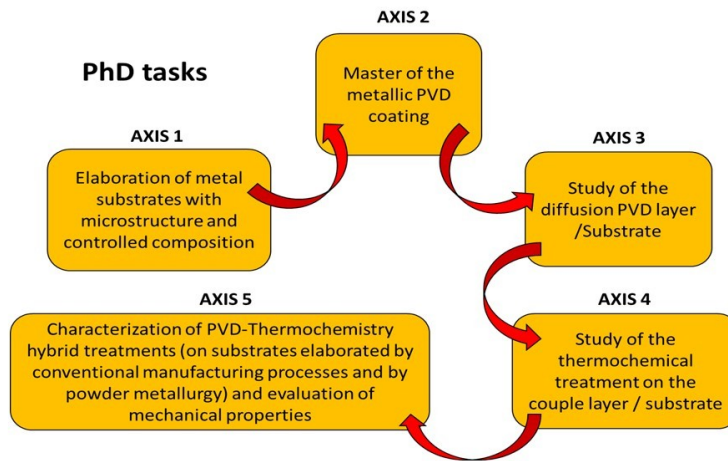 PhD tasks
AXIS 1
Elaboration of metal
substrates with
microstructure and
controlled composition
AXIS 2
Master of the
metallic PVD
coating
AXIS 3
Study of the
diffusion PVD layer
/Substrate
AXIS 4
Study of the
thermochemical
treatment on the
couple layer / substrate
AXIS 5
Characterization of PVD-Thermochemistry
hybrid treatments (on substrates elaborated by
conventional manufacturing processes and by
powder metallurgy) and evaluation of
mechanical properties